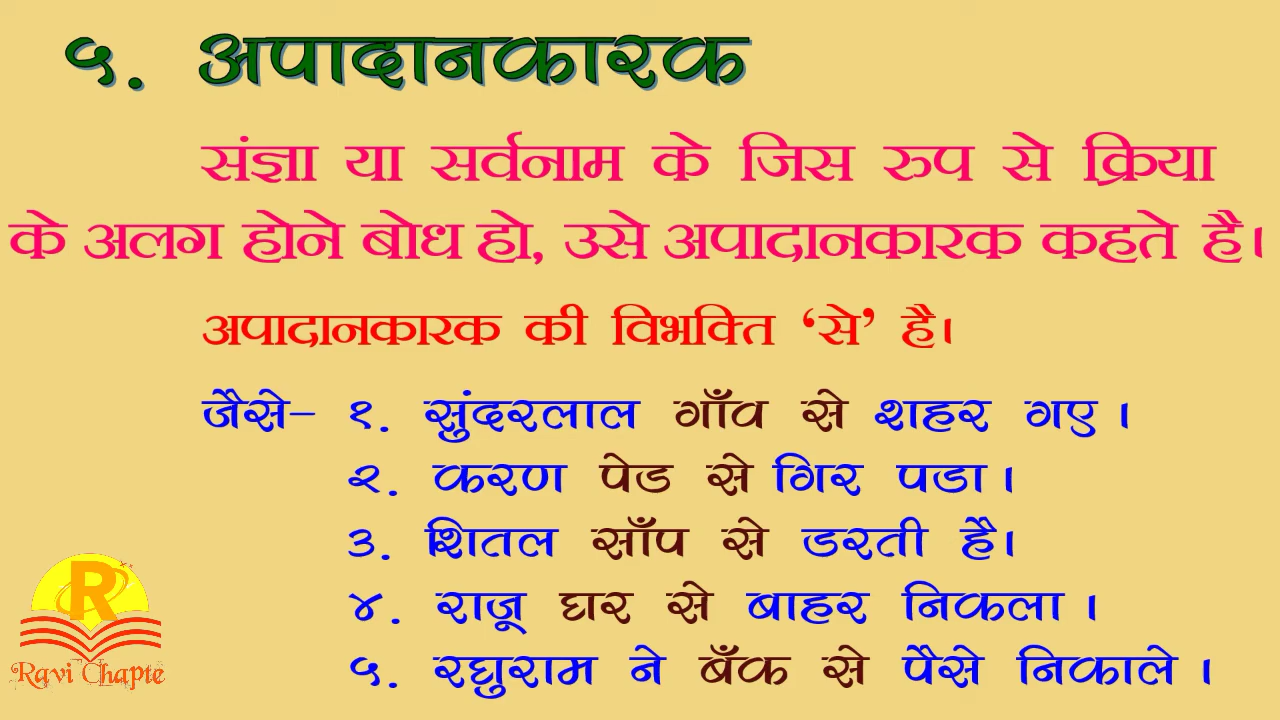 ५. अपादानकारक
संज्ञा या सर्वनाम के जिस रुप से क्रिया
के अलग होने बोध हो, उसे अपादानकारक कहते है।
अपादानकारक की विभक्ति ‘से’ है।
जैसे– १. सुंदरलाल गाँव से शहर गए।
२. करण पेड से गिर पडा।
३. शितल साँप से डरती है।
४. राजू घर से बाहर निकला।
५. रघुराम ने बँक से पैसे निकाले।
R
Ravi Chapte